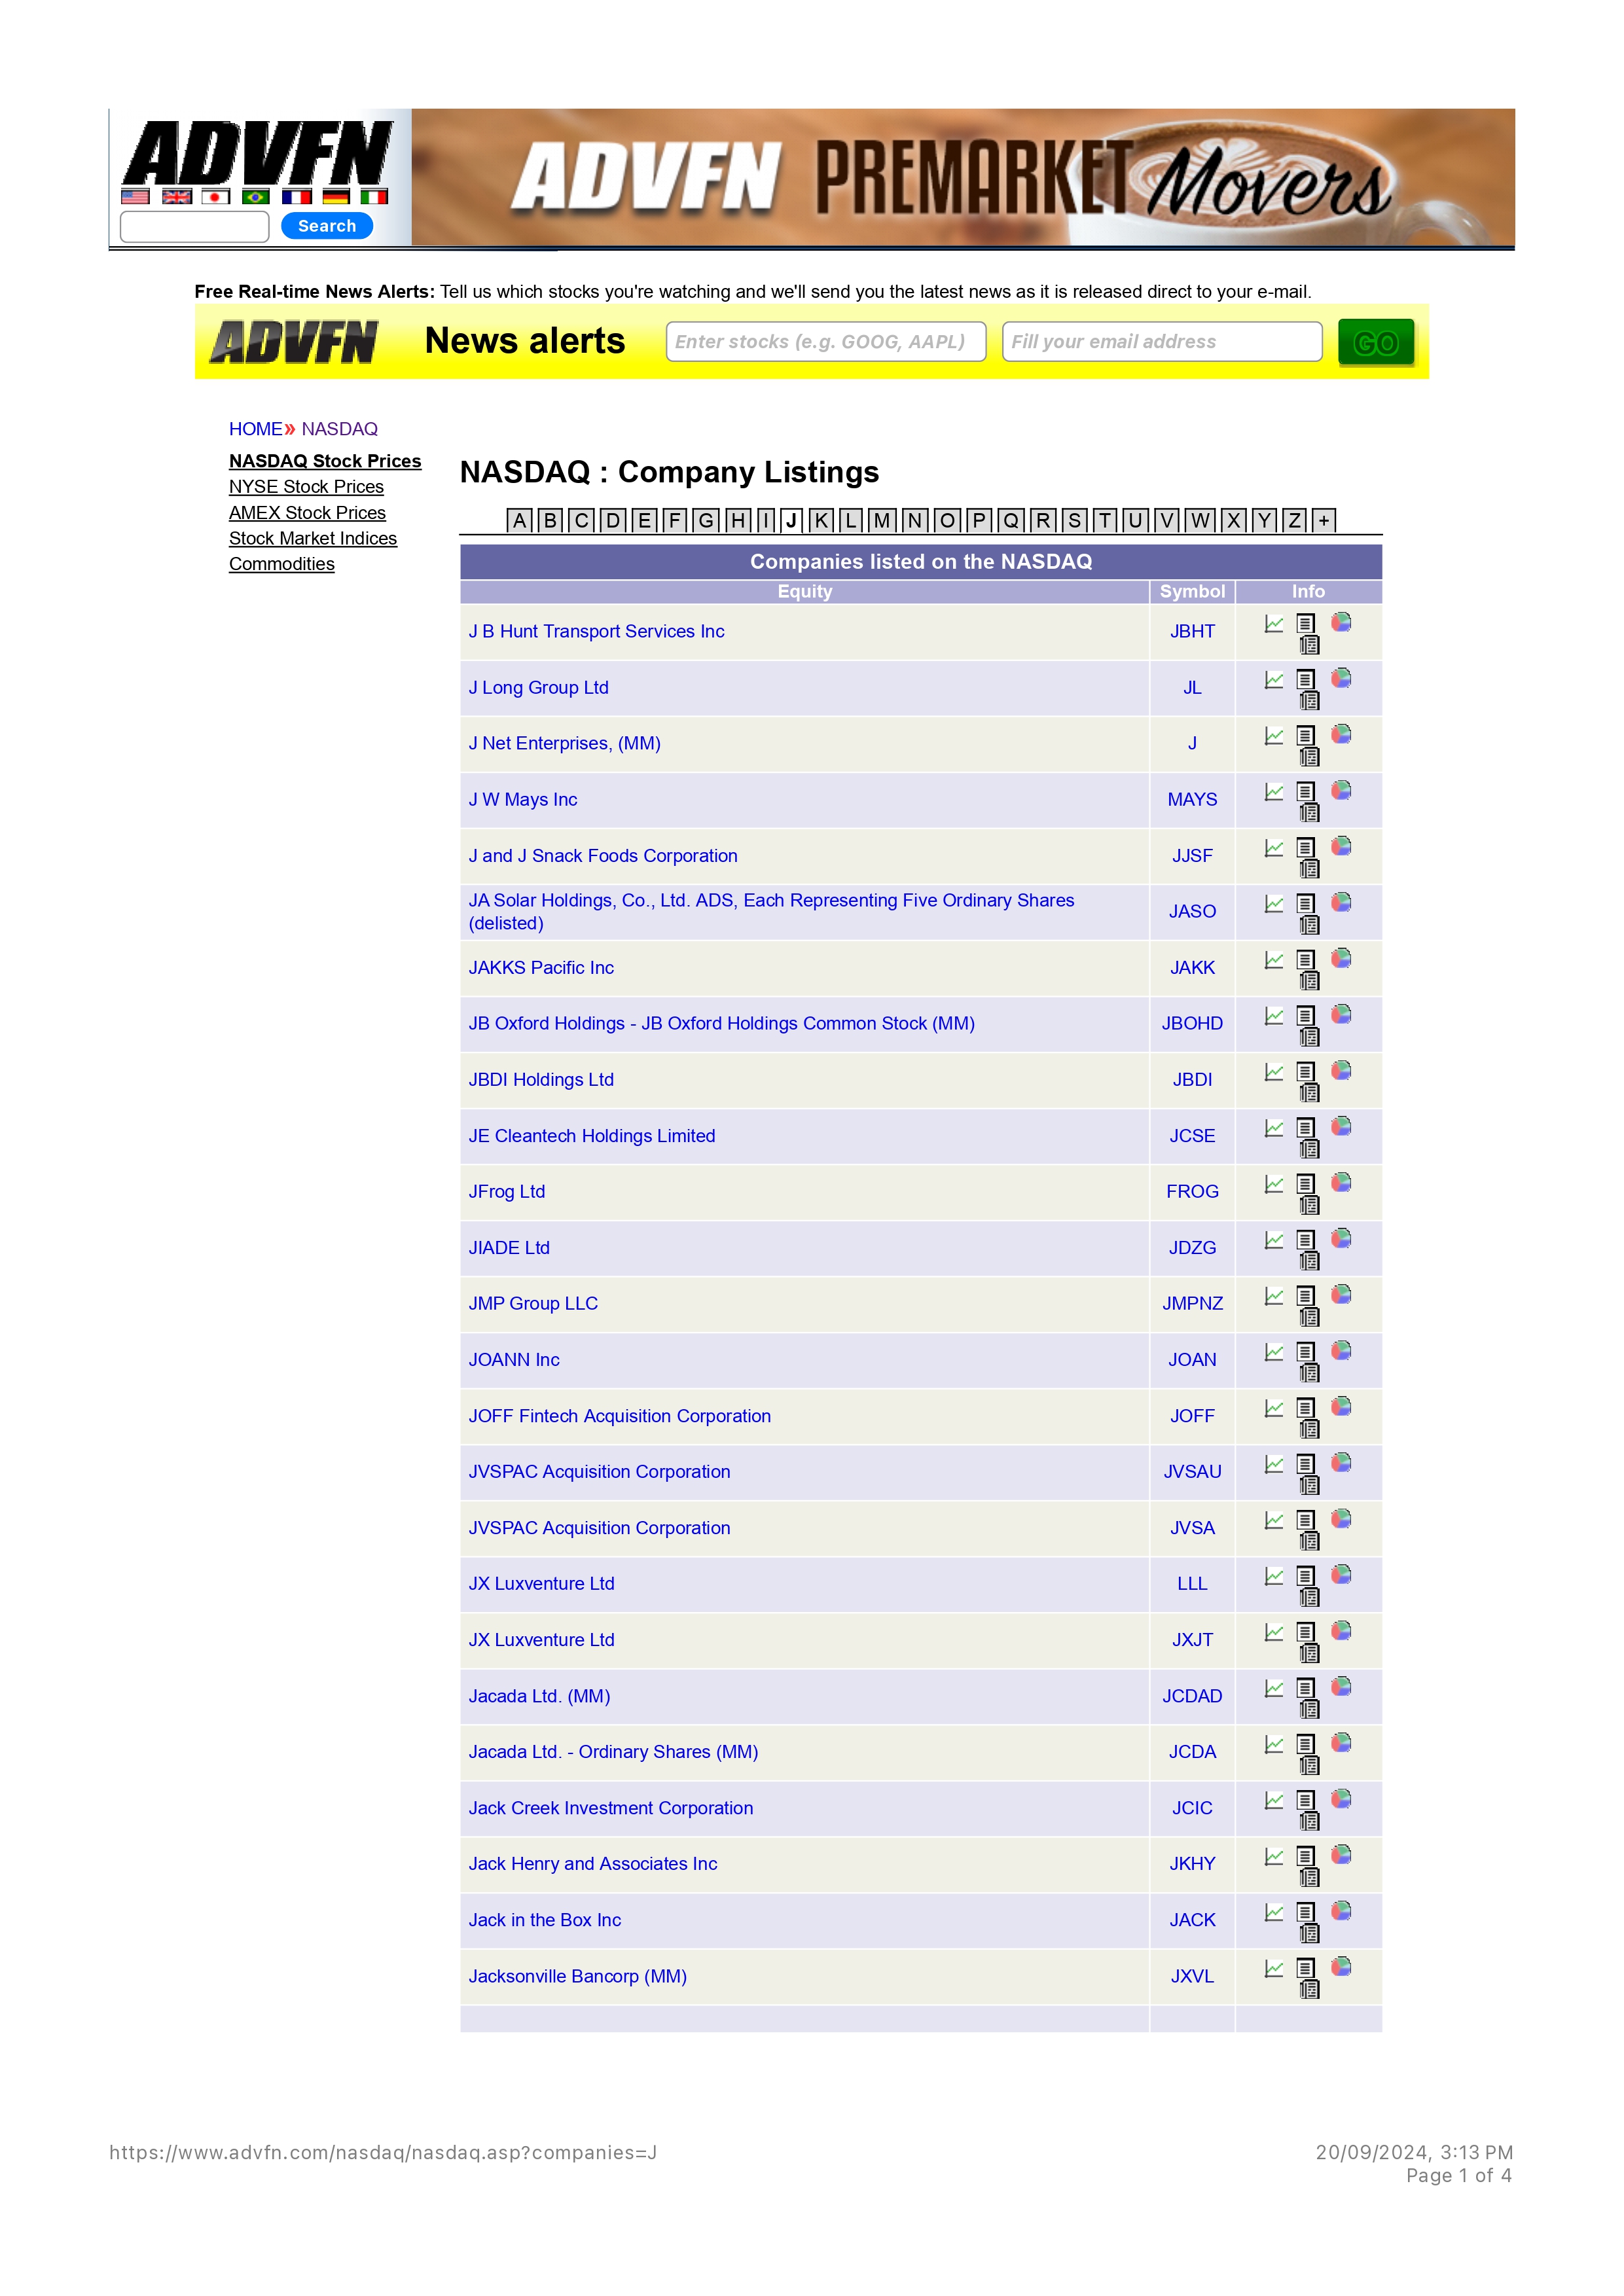 ADVFN
Search
ADVFN PREMARKET Movers
Free Real-time News Alerts: Tell us which stocks you're watching and we'll send you the latest news as it is released direct to your e-mail.
ADVFN News alerts Enter stocks (e.g. GOOG, AAPL) Fill your email address GO
HOME» NASDAQ
NASDAQ Stock Prices
NYSE Stock Prices
AMEX Stock Prices
Stock Market Indices
Commodities
NASDAQ : Company Listings
A B C D E F G H I J K L M N O P Q R S T U V W X Y Z +
Companies listed on the NASDAQ
Equity Symbol Info
J B Hunt Transport Services Inc JBHT
J Long Group Ltd JL
J Net Enterprises, (MM) J
J W Mays Inc MAYS
J and J Snack Foods Corporation JJSF
JA Solar Holdings, Co., Ltd. ADS, Each Representing Five Ordinary Shares
(delisted) JASO
JAKKS Pacific Inc JAKK
JB Oxford Holdings - JB Oxford Holdings Common Stock (MM) JBOHD
JBDI Holdings Ltd JBDI
JE Cleantech Holdings Limited JCSE
JFrog Ltd FROG
JIADE Ltd JDZG
JMP Group LLC JMPNZ
JOANN Inc JOAN
JOFF Fintech Acquisition Corporation JOFF
JVSPAC Acquisition Corporation JVSAU
JVSPAC Acquisition Corporation JVSA
JX Luxventure Ltd LLL
JX Luxventure Ltd JXJT
Jacada Ltd. (MM) JCDAD
Jacada Ltd. - Ordinary Shares (MM) JCDA
Jack Creek Investment Corporation JCIC
Jack Henry and Associates Inc JKHY
Jack in the Box Inc JACK
Jacksonville Bancorp (MM) JXVL
https://www.advfn.com/nasdaq/nasdaq.asp?companies=J 20/09/2024, 3:13 PM
Page 1 of 4